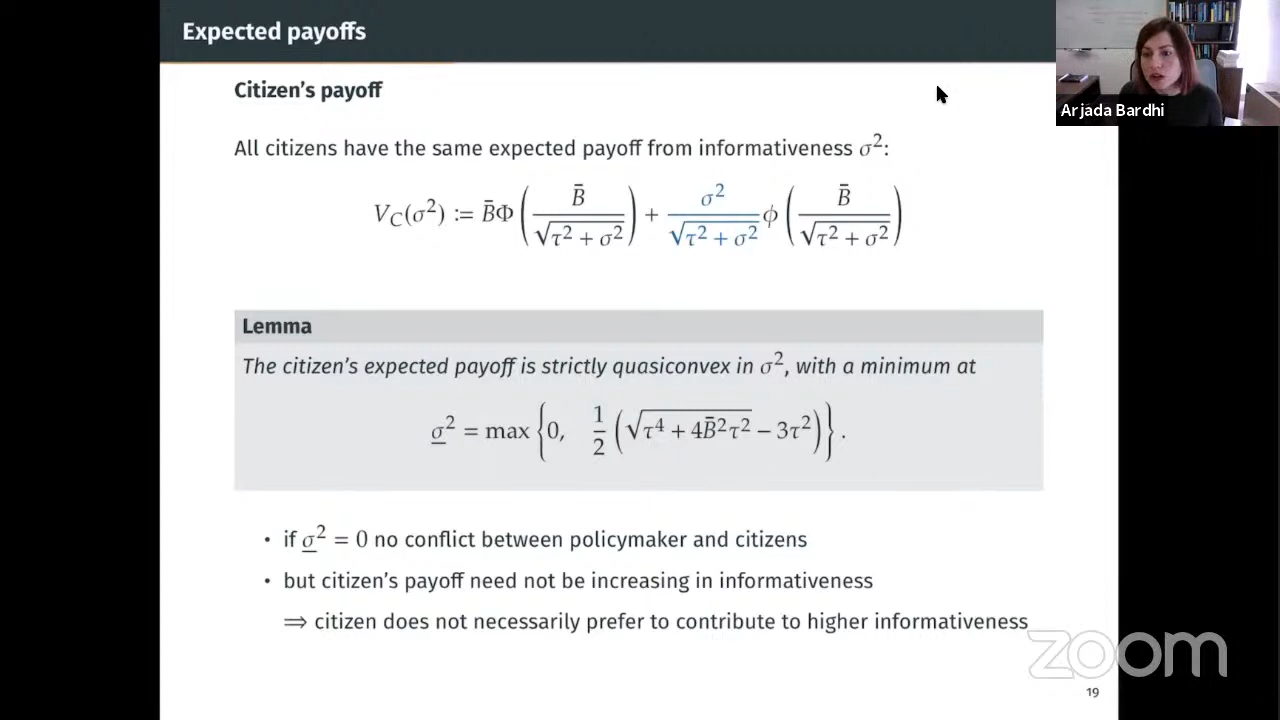 Expected payoffs
Arjada Bardhi
Citizen's payoff
All citizens have the same expected payoff from informativeness σ²:
V_C(σ²) := B̄Φ( B̄ / √(τ² + σ²) ) + σ² / √(τ² + σ²) ϕ( B̄ / √(τ² + σ²) )
Lemma
The citizen's expected payoff is strictly quasiconvex in σ², with a minimum at
σ̲² = max {0, 1/2 (√(τ⁴ + 4B̄²τ²) − 3τ²)}.
• if σ̲² = 0 no conflict between policymaker and citizens
• but citizen's payoff need not be increasing in informativeness
⟹ citizen does not necessarily prefer to contribute to higher informativeness
zoom
19